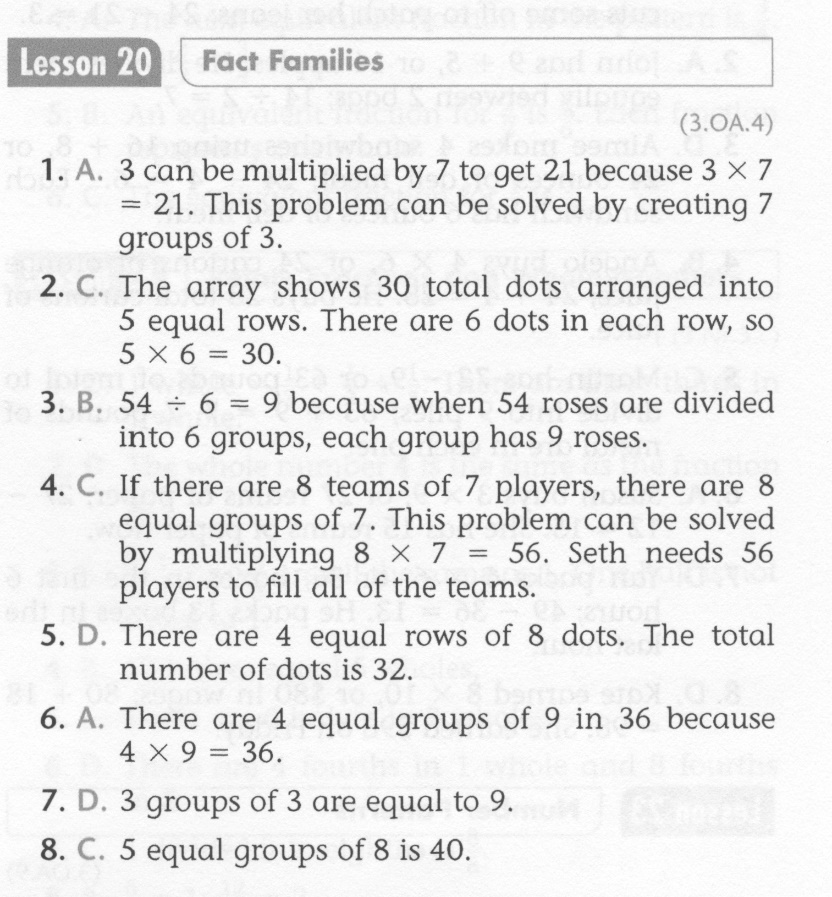 Lesson 20 Fact Families
(3.OA.4)
1. A. 3 can be multiplied by 7 to get 21 because 3 × 7
= 21. This problem can be solved by creating 7
groups of 3.
2. C. The array shows 30 total dots arranged into
5 equal rows. There are 6 dots in each row, so
5 × 6 = 30.
3. B. 54 ÷ 6 = 9 because when 54 roses are divided
into 6 groups, each group has 9 roses.
4. C. If there are 8 teams of 7 players, there are 8
equal groups of 7. This problem can be solved
by multiplying 8 × 7 = 56. Seth needs 56
players to fill all of the teams.
5. D. There are 4 equal rows of 8 dots. The total
number of dots is 32.
6. A. There are 4 equal groups of 9 in 36 because
4 × 9 = 36.
7. D. 3 groups of 3 are equal to 9.
8. C. 5 equal groups of 8 is 40.